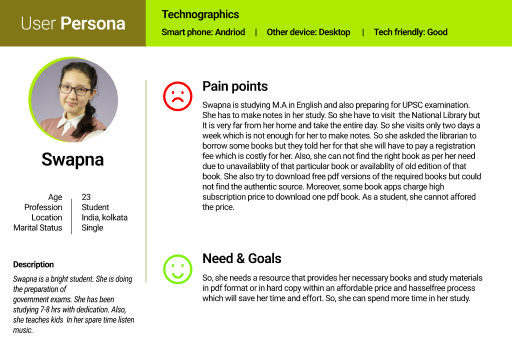 User Persona
Technographics
Smart phone: Andriod | Other device: Desktop | Tech friendly: Good
Swapna
Age 23
Profession Student
Location India, kolkata
Marital Status Single
Description
Swapna is a bright student. She is doing
the preparation of
government exams. She has been
studying 7-8 hrs with dedication. Also,
she teaches kids In her spare time listen
music.
Pain points
Swapna is studying M.A in English and also preparing for UPSC examination.
She has to make notes in her study. So she have to visit the National Library but
It is very far from her home and take the entire day. So she visits only two days a
week which is not enough for her to make notes. So she askded the librarian to
borrow some books but they told her for that she will have to pay a registration
fee which is costly for her. Also, she can not find the right book as per her need
due to unavailablity of that particular book or availablity of old edition of that
book. She also try to download free pdf versions of the required books but could
not find the authentic source. Moreover, some book apps charge high
subscription price to download one pdf book. As a student, she cannot affored
the price.
Need & Goals
So, she needs a resource that provides her necessary books and study materials
in pdf format or in hard copy within an affordable price and hasselfree process
which will save her time and effort. So, she can spend more time in her study.